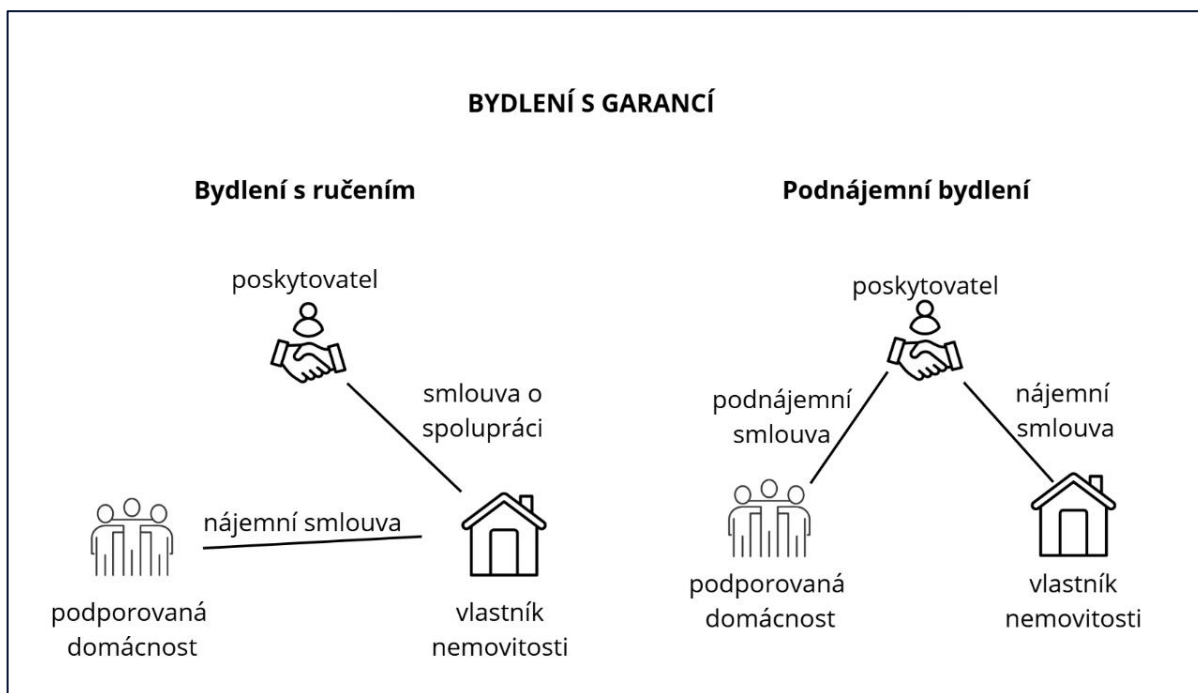 BYDLENÍ S GARANCÍ
Bydlení s ručením
poskytovatel
smlouva o
spolupráci
nájemní smlouva
podporovaná
domácnost
vlastník
nemovitosti
Podnájemní bydlení
poskytovatel
podnájemní
smlouva
nájemní
smlouva
podporovaná
domácnost
vlastník
nemovitosti